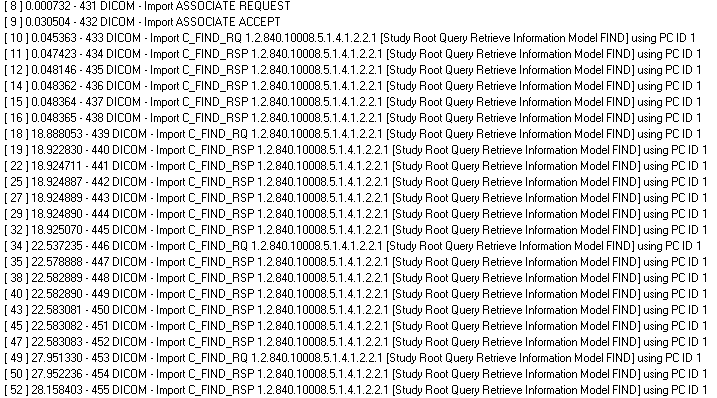 [ 8 ] 0.000732 - 431 DICOM - Import ASSOCIATE REQUEST
[ 9 ] 0.030504 - 432 DICOM - Import ASSOCIATE ACCEPT
[ 10 ] 0.045363 - 433 DICOM - Import C_FIND_RQ 1.2.840.10008.5.1.4.1.2.2.1 [Study Root Query Retrieve Information Model FIND] using PC ID 1
[ 11 ] 0.047423 - 434 DICOM - Import C_FIND_RSP 1.2.840.10008.5.1.4.1.2.2.1 [Study Root Query Retrieve Information Model FIND] using PC ID 1
[ 12 ] 0.048146 - 435 DICOM - Import C_FIND_RSP 1.2.840.10008.5.1.4.1.2.2.1 [Study Root Query Retrieve Information Model FIND] using PC ID 1
[ 14 ] 0.048362 - 436 DICOM - Import C_FIND_RSP 1.2.840.10008.5.1.4.1.2.2.1 [Study Root Query Retrieve Information Model FIND] using PC ID 1
[ 15 ] 0.048364 - 437 DICOM - Import C_FIND_RSP 1.2.840.10008.5.1.4.1.2.2.1 [Study Root Query Retrieve Information Model FIND] using PC ID 1
[ 16 ] 0.048365 - 438 DICOM - Import C_FIND_RSP 1.2.840.10008.5.1.4.1.2.2.1 [Study Root Query Retrieve Information Model FIND] using PC ID 1
[ 18 ] 18.888053 - 439 DICOM - Import C_FIND_RQ 1.2.840.10008.5.1.4.1.2.2.1 [Study Root Query Retrieve Information Model FIND] using PC ID 1
[ 19 ] 18.922830 - 440 DICOM - Import C_FIND_RSP 1.2.840.10008.5.1.4.1.2.2.1 [Study Root Query Retrieve Information Model FIND] using PC ID 1
[ 22 ] 18.924711 - 441 DICOM - Import C_FIND_RSP 1.2.840.10008.5.1.4.1.2.2.1 [Study Root Query Retrieve Information Model FIND] using PC ID 1
[ 25 ] 18.924887 - 442 DICOM - Import C_FIND_RSP 1.2.840.10008.5.1.4.1.2.2.1 [Study Root Query Retrieve Information Model FIND] using PC ID 1
[ 27 ] 18.924889 - 443 DICOM - Import C_FIND_RSP 1.2.840.10008.5.1.4.1.2.2.1 [Study Root Query Retrieve Information Model FIND] using PC ID 1
[ 29 ] 18.924890 - 444 DICOM - Import C_FIND_RSP 1.2.840.10008.5.1.4.1.2.2.1 [Study Root Query Retrieve Information Model FIND] using PC ID 1
[ 32 ] 18.925070 - 445 DICOM - Import C_FIND_RSP 1.2.840.10008.5.1.4.1.2.2.1 [Study Root Query Retrieve Information Model FIND] using PC ID 1
[ 34 ] 22.537235 - 446 DICOM - Import C_FIND_RQ 1.2.840.10008.5.1.4.1.2.2.1 [Study Root Query Retrieve Information Model FIND] using PC ID 1
[ 35 ] 22.578888 - 447 DICOM - Import C_FIND_RSP 1.2.840.10008.5.1.4.1.2.2.1 [Study Root Query Retrieve Information Model FIND] using PC ID 1
[ 38 ] 22.582889 - 448 DICOM - Import C_FIND_RSP 1.2.840.10008.5.1.4.1.2.2.1 [Study Root Query Retrieve Information Model FIND] using PC ID 1
[ 40 ] 22.582890 - 449 DICOM - Import C_FIND_RSP 1.2.840.10008.5.1.4.1.2.2.1 [Study Root Query Retrieve Information Model FIND] using PC ID 1
[ 43 ] 22.583081 - 450 DICOM - Import C_FIND_RSP 1.2.840.10008.5.1.4.1.2.2.1 [Study Root Query Retrieve Information Model FIND] using PC ID 1
[ 45 ] 22.583082 - 451 DICOM - Import C_FIND_RSP 1.2.840.10008.5.1.4.1.2.2.1 [Study Root Query Retrieve Information Model FIND] using PC ID 1
[ 47 ] 22.583083 - 452 DICOM - Import C_FIND_RSP 1.2.840.10008.5.1.4.1.2.2.1 [Study Root Query Retrieve Information Model FIND] using PC ID 1
[ 49 ] 27.951330 - 453 DICOM - Import C_FIND_RQ 1.2.840.10008.5.1.4.1.2.2.1 [Study Root Query Retrieve Information Model FIND] using PC ID 1
[ 50 ] 27.952236 - 454 DICOM - Import C_FIND_RSP 1.2.840.10008.5.1.4.1.2.2.1 [Study Root Query Retrieve Information Model FIND] using PC ID 1
[ 52 ] 28.158403 - 455 DICOM - Import C_FIND_RSP 1.2.840.10008.5.1.4.1.2.2.1 [Study Root Query Retrieve Information Model FIND] using PC ID 1